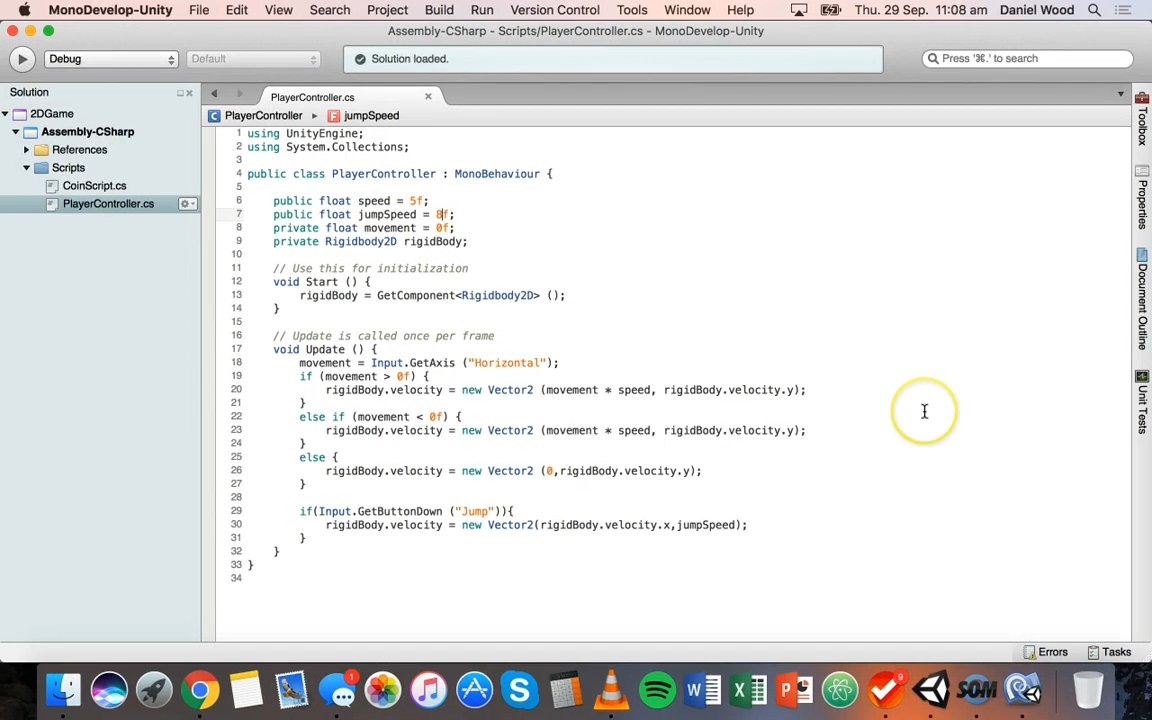 MonoDevelop-Unity File Edit View Search Project Build Run Version Control Tools Window Help Thu. 29 Sep. 11:08 am Daniel Wood
Assembly-CSharp - Scripts/PlayerController.cs - MonoDevelop-Unity
Debug Default Solution loaded. Press '⌘.' to search
Solution PlayerController.cs
2DGame PlayerController jumpSpeed
Assembly-CSharp
References
Scripts
CoinScript.cs
PlayerController.cs
1 using UnityEngine;
2 using System.Collections;
3
4 public class PlayerController : MonoBehaviour {
5
6 public float speed = 5f;
7 public float jumpSpeed = 8f;
8 private float movement = 0f;
9 private Rigidbody2D rigidBody;
10
11 // Use this for initialization
12 void Start () {
13 rigidBody = GetComponent<Rigidbody2D> ();
14 }
15
16 // Update is called once per frame
17 void Update () {
18 movement = Input.GetAxis ("Horizontal");
19 if (movement > 0f) {
20 rigidBody.velocity = new Vector2 (movement * speed, rigidBody.velocity.y);
21 }
22 else if (movement < 0f) {
23 rigidBody.velocity = new Vector2 (movement * speed, rigidBody.velocity.y);
24 }
25 else {
26 rigidBody.velocity = new Vector2 (0,rigidBody.velocity.y);
27 }
28
29 if(Input.GetButtonDown ("Jump")){
30 rigidBody.velocity = new Vector2(rigidBody.velocity.x,jumpSpeed);
31 }
32 }
33 }
34
Toolbox
Properties
Document Outline
Unit Tests
Errors Tasks
1
9
SOM